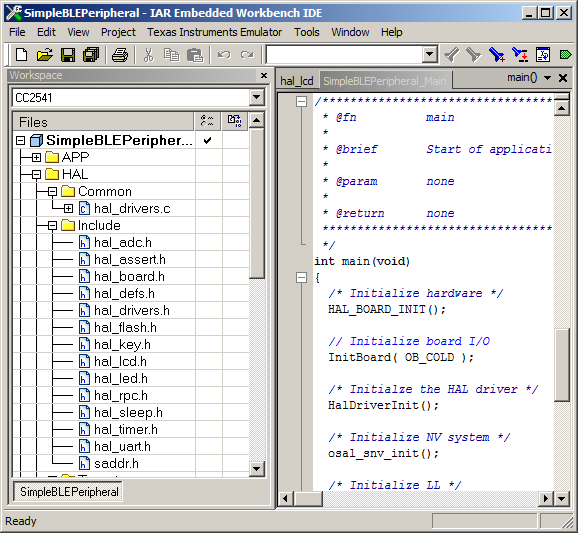 SimpleBLEPeripheral - IAR Embedded Workbench IDE
File Edit View Project Texas Instruments Emulator Tools Window Help
Workspace
CC2541
Files
SimpleBLEPeripher...
APP
HAL
Common
hal_drivers.c
Include
hal_adc.h
hal_assert.h
hal_board.h
hal_defs.h
hal_drivers.h
hal_flash.h
hal_key.h
hal_lcd.h
hal_led.h
hal_rpc.h
hal_sleep.h
hal_timer.h
hal_uart.h
saddr.h
SimpleBLEPeripheral
hal_lcd SimpleBLEPeripheral_Main main()
/*********************************
* @fn main
*
* @brief Start of applicati
*
* @param none
*
* @return none
*********************************
*/
int main(void)
{
/* Initialize hardware */
HAL_BOARD_INIT();
// Initialize board I/O
InitBoard( OB_COLD );
/* Initialze the HAL driver */
HalDriverInit();
/* Initialize NV system */
osal_snv_init();
/* Initialize LL */
Ready